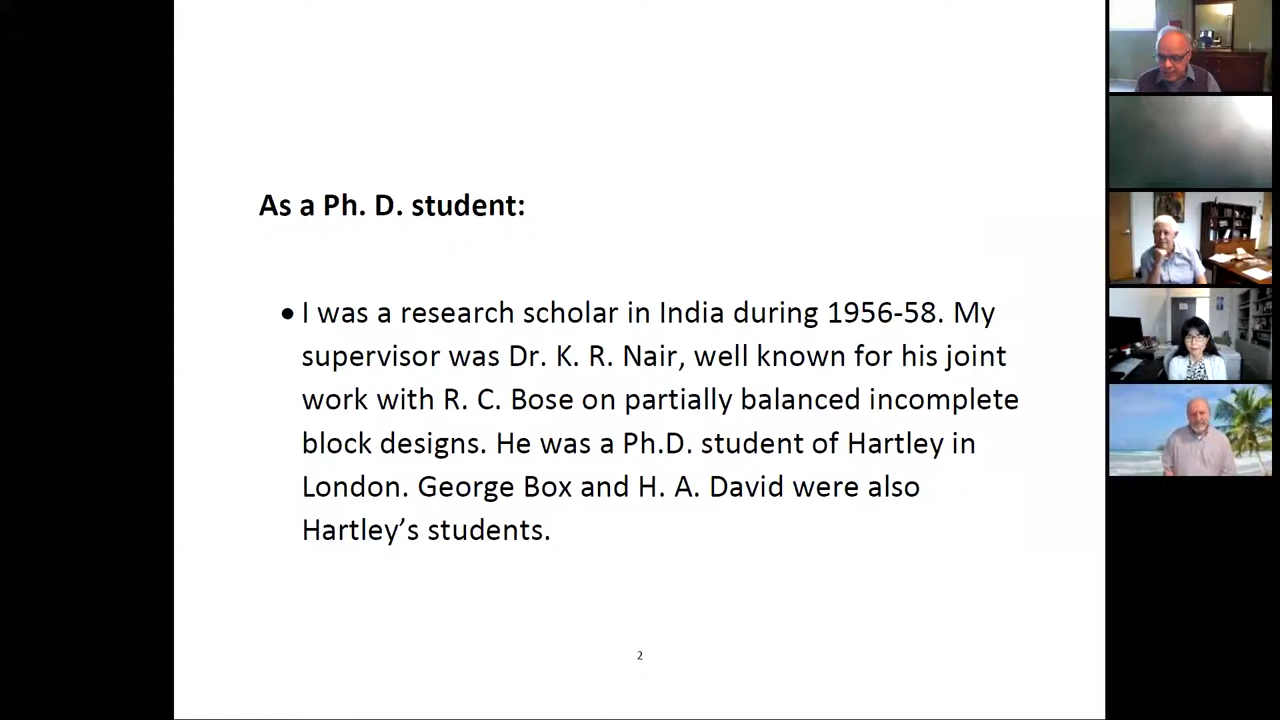 As a Ph. D. student:
• I was a research scholar in India during 1956-58. My
supervisor was Dr. K. R. Nair, well known for his joint
work with R. C. Bose on partially balanced incomplete
block designs. He was a Ph.D. student of Hartley in
London. George Box and H. A. David were also
Hartley’s students.
2